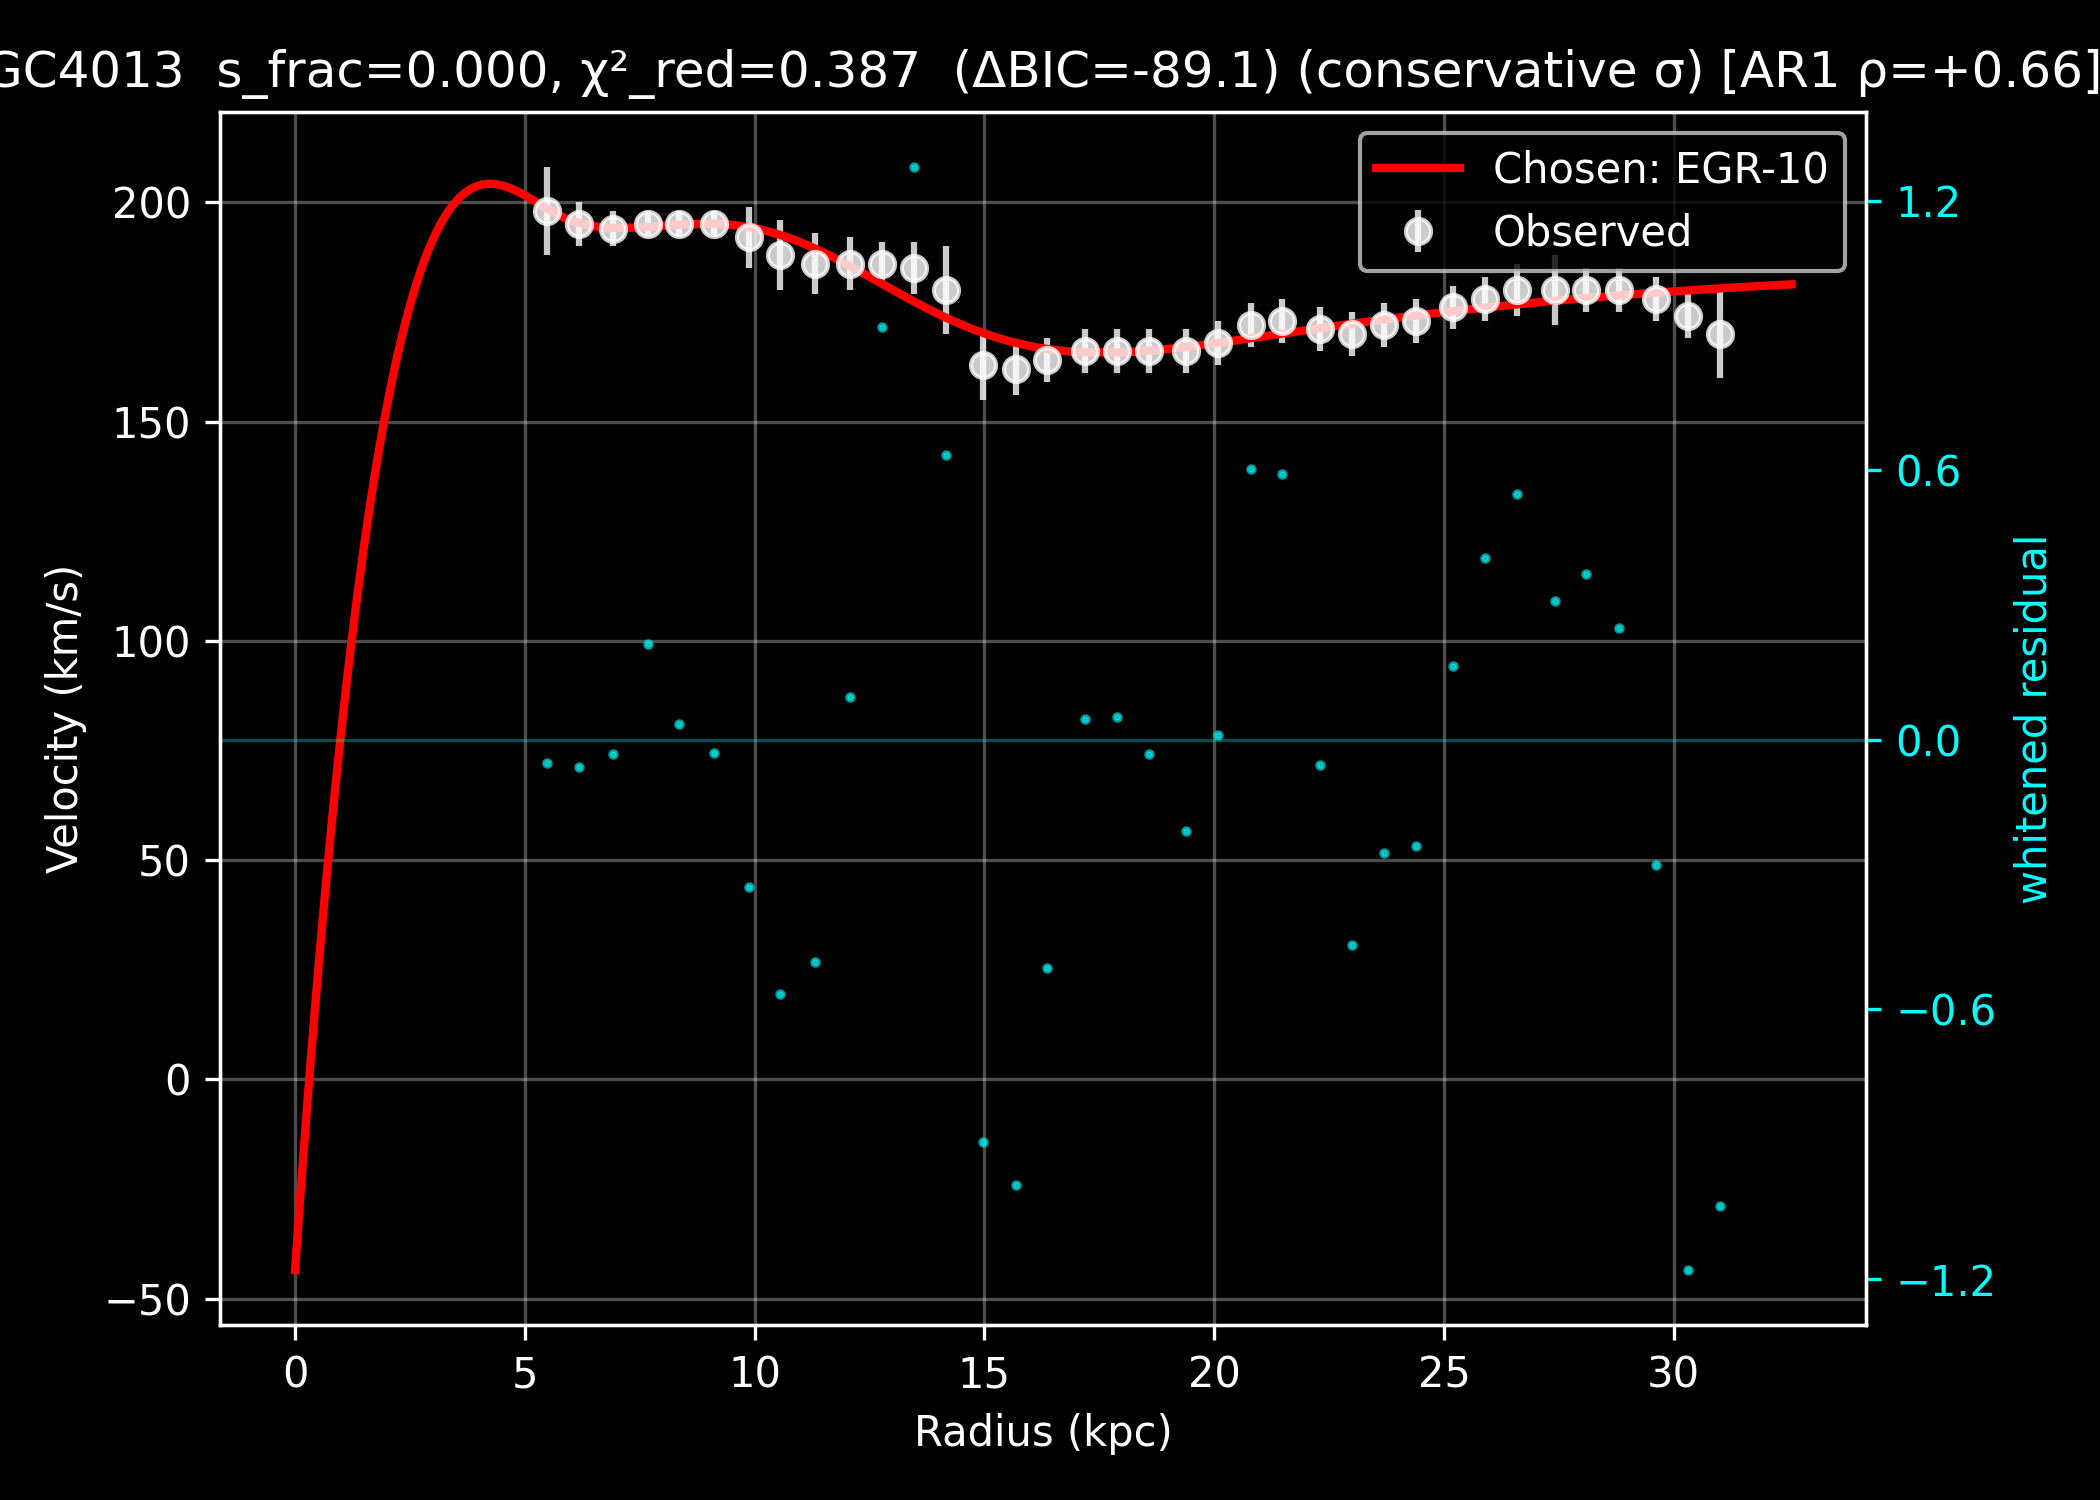 GC4013 s_frac=0.000, χ²_red=0.387 (ΔBIC=-89.1) (conservative σ) [AR1 ρ=+0.66]
Chosen: EGR-10
Observed
200
150
100
50
0
−50
Velocity (km/s)
1.2
0.6
0.0
−0.6
−1.2
whitened residual
0 5 10 15 20 25 30
Radius (kpc)